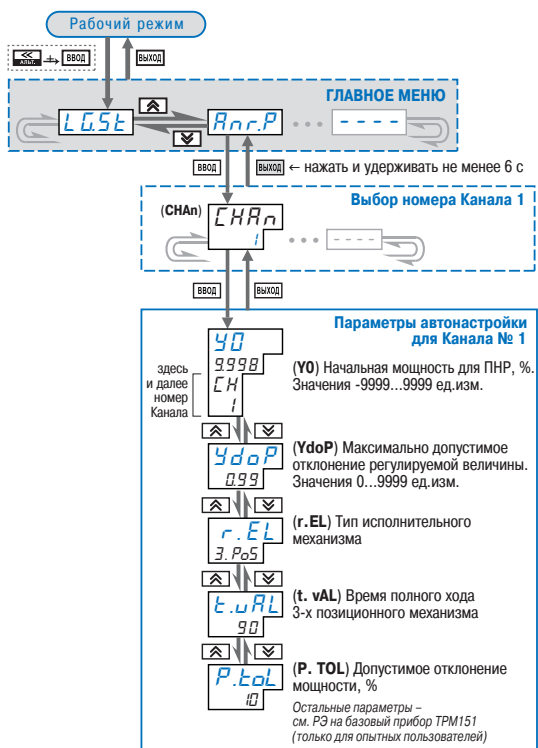 Рабочий режим
<<
АЛЬТ.
+
ВВОД
ВЫХОД
ГЛАВНОЕ МЕНЮ
LG.St
Anr.P
• • •
- - - -
ВВОД
ВЫХОД
← нажать и удерживать не менее 6 с
Выбор номера Канала 1
(CHAn)
CHAn
1
• • •
- - - -
ВВОД
ВЫХОД
Параметры автонастройки
для Канала № 1
Y0
9.998
CH
1
здесь
и далее
номер
Канала
(Y0) Начальная мощность для ПНР, %.
Значения -9999...9999 ед.изм.
YdoP
0.99
(YdoP) Максимально допустимое
отклонение регулируемой величины.
Значения 0...9999 ед.изм.
r.EL
3.PoS
(r.EL) Тип исполнительного
механизма
t.vAL
90
(t. vAL) Время полного хода
3-х позиционного механизма
P.toL
10
(P. TOL) Допустимое отклонение
мощности, %
Остальные параметры –
см. РЭ на базовый прибор ТРМ151
(только для опытных пользователей)